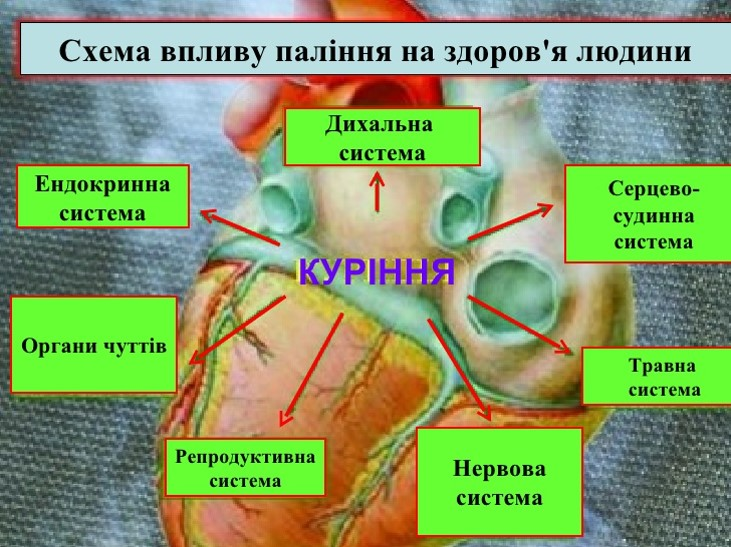 Схема впливу паління на здоров'я людини
Дихальна
система
Ендокринна
система
Серцево-
судинна
система
КУРІННЯ
Органи чуттів
Травна
система
Репродуктивна
система
Нервова
система